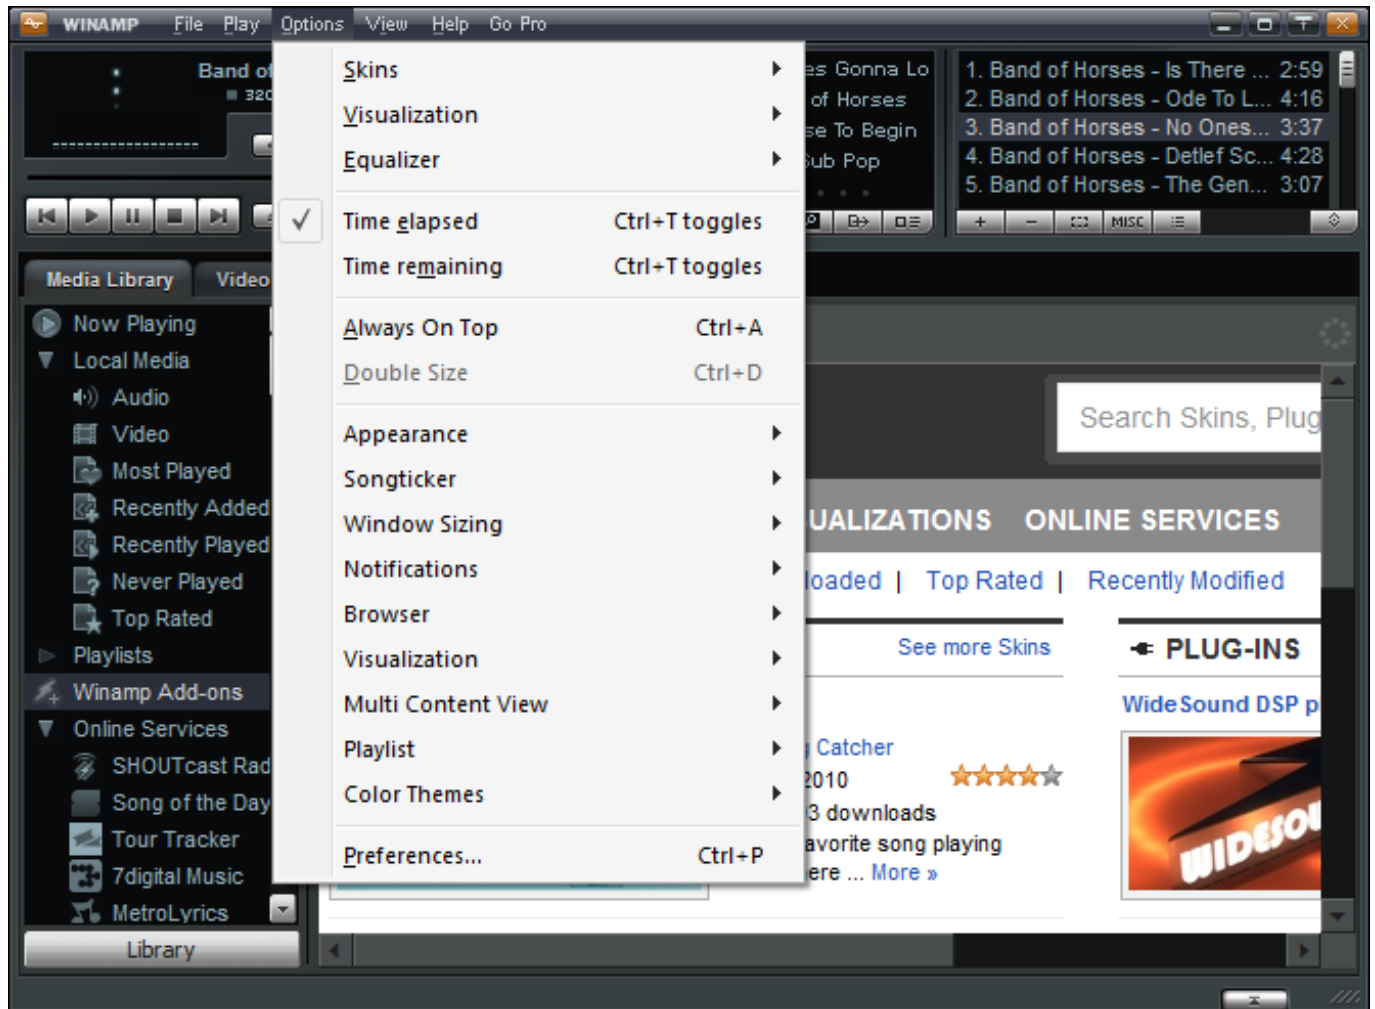 WINAMP File Play Options View Help Go Pro
Band of
320
es Gonna Lo
of Horses
se To Begin
Sub Pop
1. Band of Horses - Is There ... 2:59
2. Band of Horses - Ode To L... 4:16
3. Band of Horses - No Ones... 3:37
4. Band of Horses - Detlef Sc... 4:28
5. Band of Horses - The Gen... 3:07
MISC
Skins
Visualization
Equalizer
Time elapsed Ctrl+T toggles
Time remaining Ctrl+T toggles
Always On Top Ctrl+A
Double Size Ctrl+D
Appearance
Songticker
Window Sizing
Notifications
Browser
Visualization
Multi Content View
Playlist
Color Themes
Preferences... Ctrl+P
Media Library Video
Now Playing
Local Media
Audio
Video
Most Played
Recently Added
Recently Played
Never Played
Top Rated
Playlists
Winamp Add-ons
Online Services
SHOUTcast Rad
Song of the Day
Tour Tracker
7digital Music
MetroLyrics
Library
Search Skins, Plug
UALIZATIONS ONLINE SERVICES
loaded | Top Rated | Recently Modified
See more Skins
PLUG-INS
WideSound DSP p
g Catcher
2010
3 downloads
avorite song playing
ere ... More »
WIDESOU